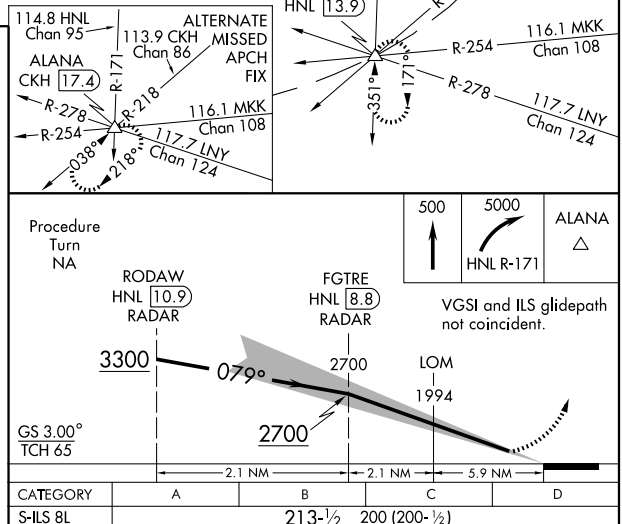 114.8 HNL
Chan 95
R-171
113.9 CKH
Chan 86
ALTERNATE
MISSED
APCH
FIX
ALANA
CKH 17.4
R-218
R-278
R-254
116.1 MKK
Chan 108
117.7 LNY
Chan 124
038°
218°
HNL 13.9
R-254
116.1 MKK
Chan 108
R-278
117.7 LNY
Chan 124
351°
171°
Procedure
Turn
NA
500
5000
HNL R-171
ALANA
RODAW
HNL 10.9
RADAR
FGTRE
HNL 8.8
RADAR
VGSI and ILS glidepath
not coincident.
3300
079°
2700
LOM
1994
2700
GS 3.00°
TCH 65
2.1 NM
2.1 NM
5.9 NM
CATEGORY A B C D
S-ILS 8L 213-½ 200 (200-½)